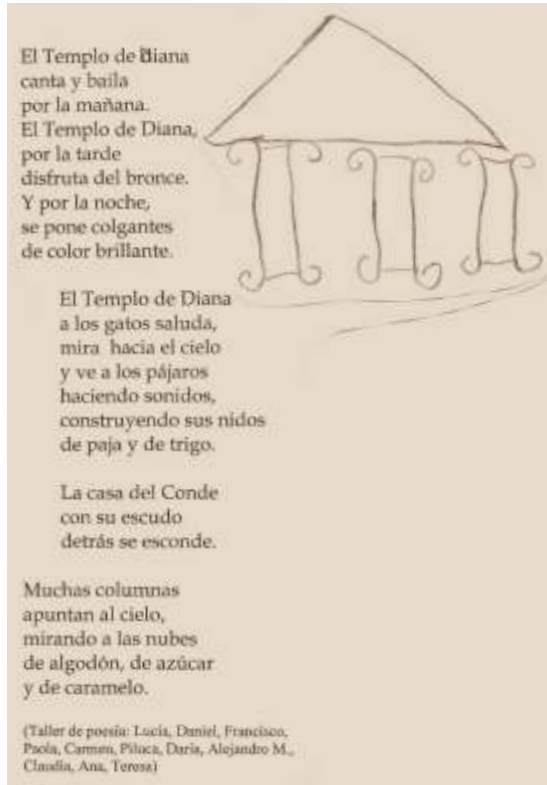 El Templo de Diana
canta y baila
por la mañana.
El Templo de Diana,
por la tarde
disfruta del bronce.
Y por la noche,
se pone colgantes
de color brillante.
El Templo de Diana
a los gatos saluda,
mira hacia el cielo
y ve a los pájaros
haciendo sonidos,
construyendo sus nidos
de paja y de trigo.
La casa del Conde
con su escudo
detrás se esconde.
Muchas columnas
apuntan al cielo,
mirando a las nubes
de algodón, de azúcar
y de caramelo.
(Taller de poesía: Lucía, Daniel, Francisco,
Paola, Carmen, Piluca, Daría, Alejandro M.,
Claudia, Ana, Teresa)